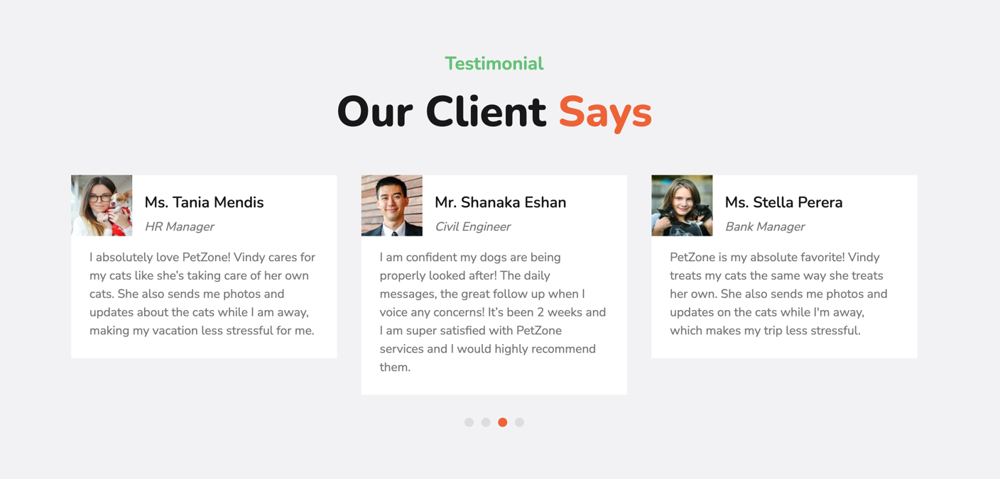 Testimonial
Our Client Says
Ms. Tania Mendis
HR Manager
I absolutely love PetZone! Vindy cares for
my cats like she’s taking care of her own
cats. She also sends me photos and
updates about the cats while I am away,
making my vacation less stressful for me.
Mr. Shanaka Eshan
Civil Engineer
I am confident my dogs are being
properly looked after! The daily
messages, the great follow up when I
voice any concerns! It’s been 2 weeks and
I am super satisfied with PetZone
services and I would highly recommend
them.
Ms. Stella Perera
Bank Manager
PetZone is my absolute favorite! Vindy
treats my cats the same way she treats
her own. She also sends me photos and
updates on the cats while I'm away,
which makes my trip less stressful.